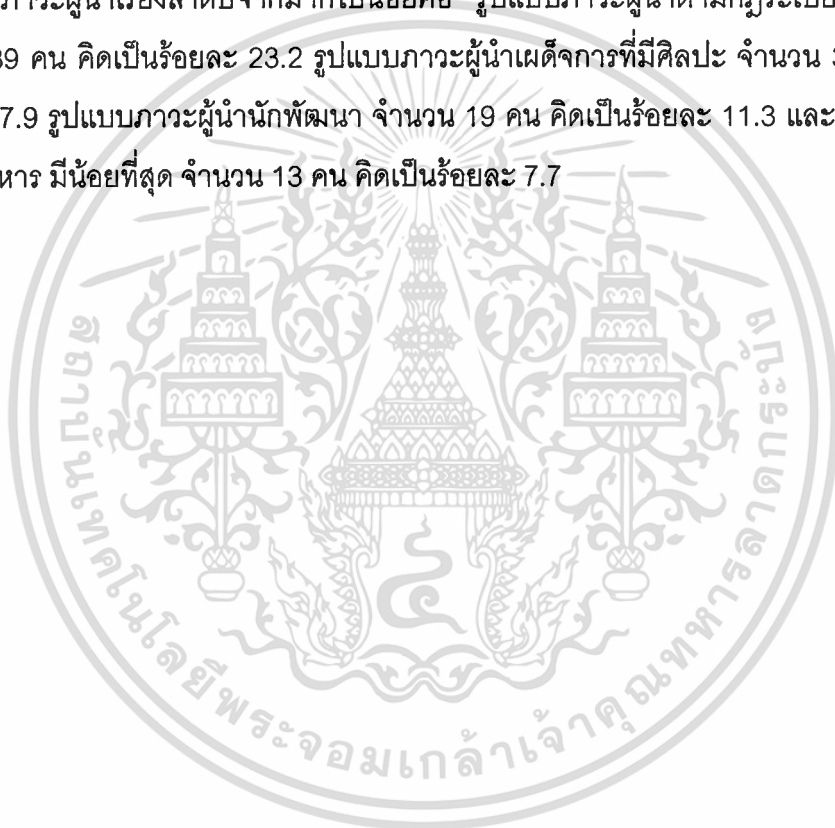 ภาวะผู้นำเรียงลำดับจากมากไปน้อยคือ รูปแบบภาวะผู้นำตามกฎระเบีย
39 คน คิดเป็นร้อยละ 23.2 รูปแบบภาวะผู้นำเผด็จการที่มีศิลปะ จำนวน
7.9 รูปแบบภาวะผู้นำนักพัฒนา จำนวน 19 คน คิดเป็นร้อยละ 11.3 และ
หาร มีน้อยที่สุด จำนวน 13 คน คิดเป็นร้อยละ 7.7
สถาบันเทคโนโลยีพระจอมเกล้าเจ้าคุณทหารลาดกระบัง